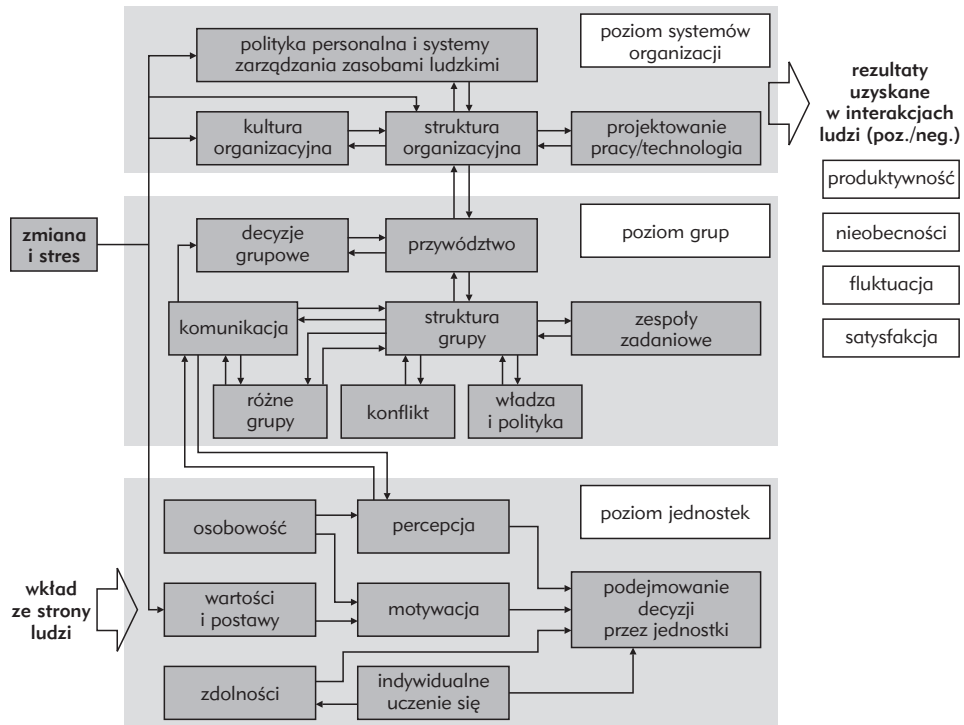 polityka personalna i systemy
zarządzania zasobami ludzkimi
poziom systemów
organizacji
rezultaty
uzyskane
w interakcjach
ludzi (poz./neg.)
kultura
organizacyjna
struktura
organizacyjna
projektowanie
pracy/technologia
produktywność
nieobecności
fluktuacja
satysfakcja
zmiana
i stres
decyzje
grupowe
przywództwo
poziom grup
komunikacja
struktura
grupy
zespoły
zadaniowe
różne
grupy
konflikt
władza
i polityka
osobowość
percepcja
poziom jednostek
wkład
ze strony
ludzi
wartości
i postawy
motywacja
podejmowanie
decyzji
przez jednostki
zdolności
indywidualne
uczenie się